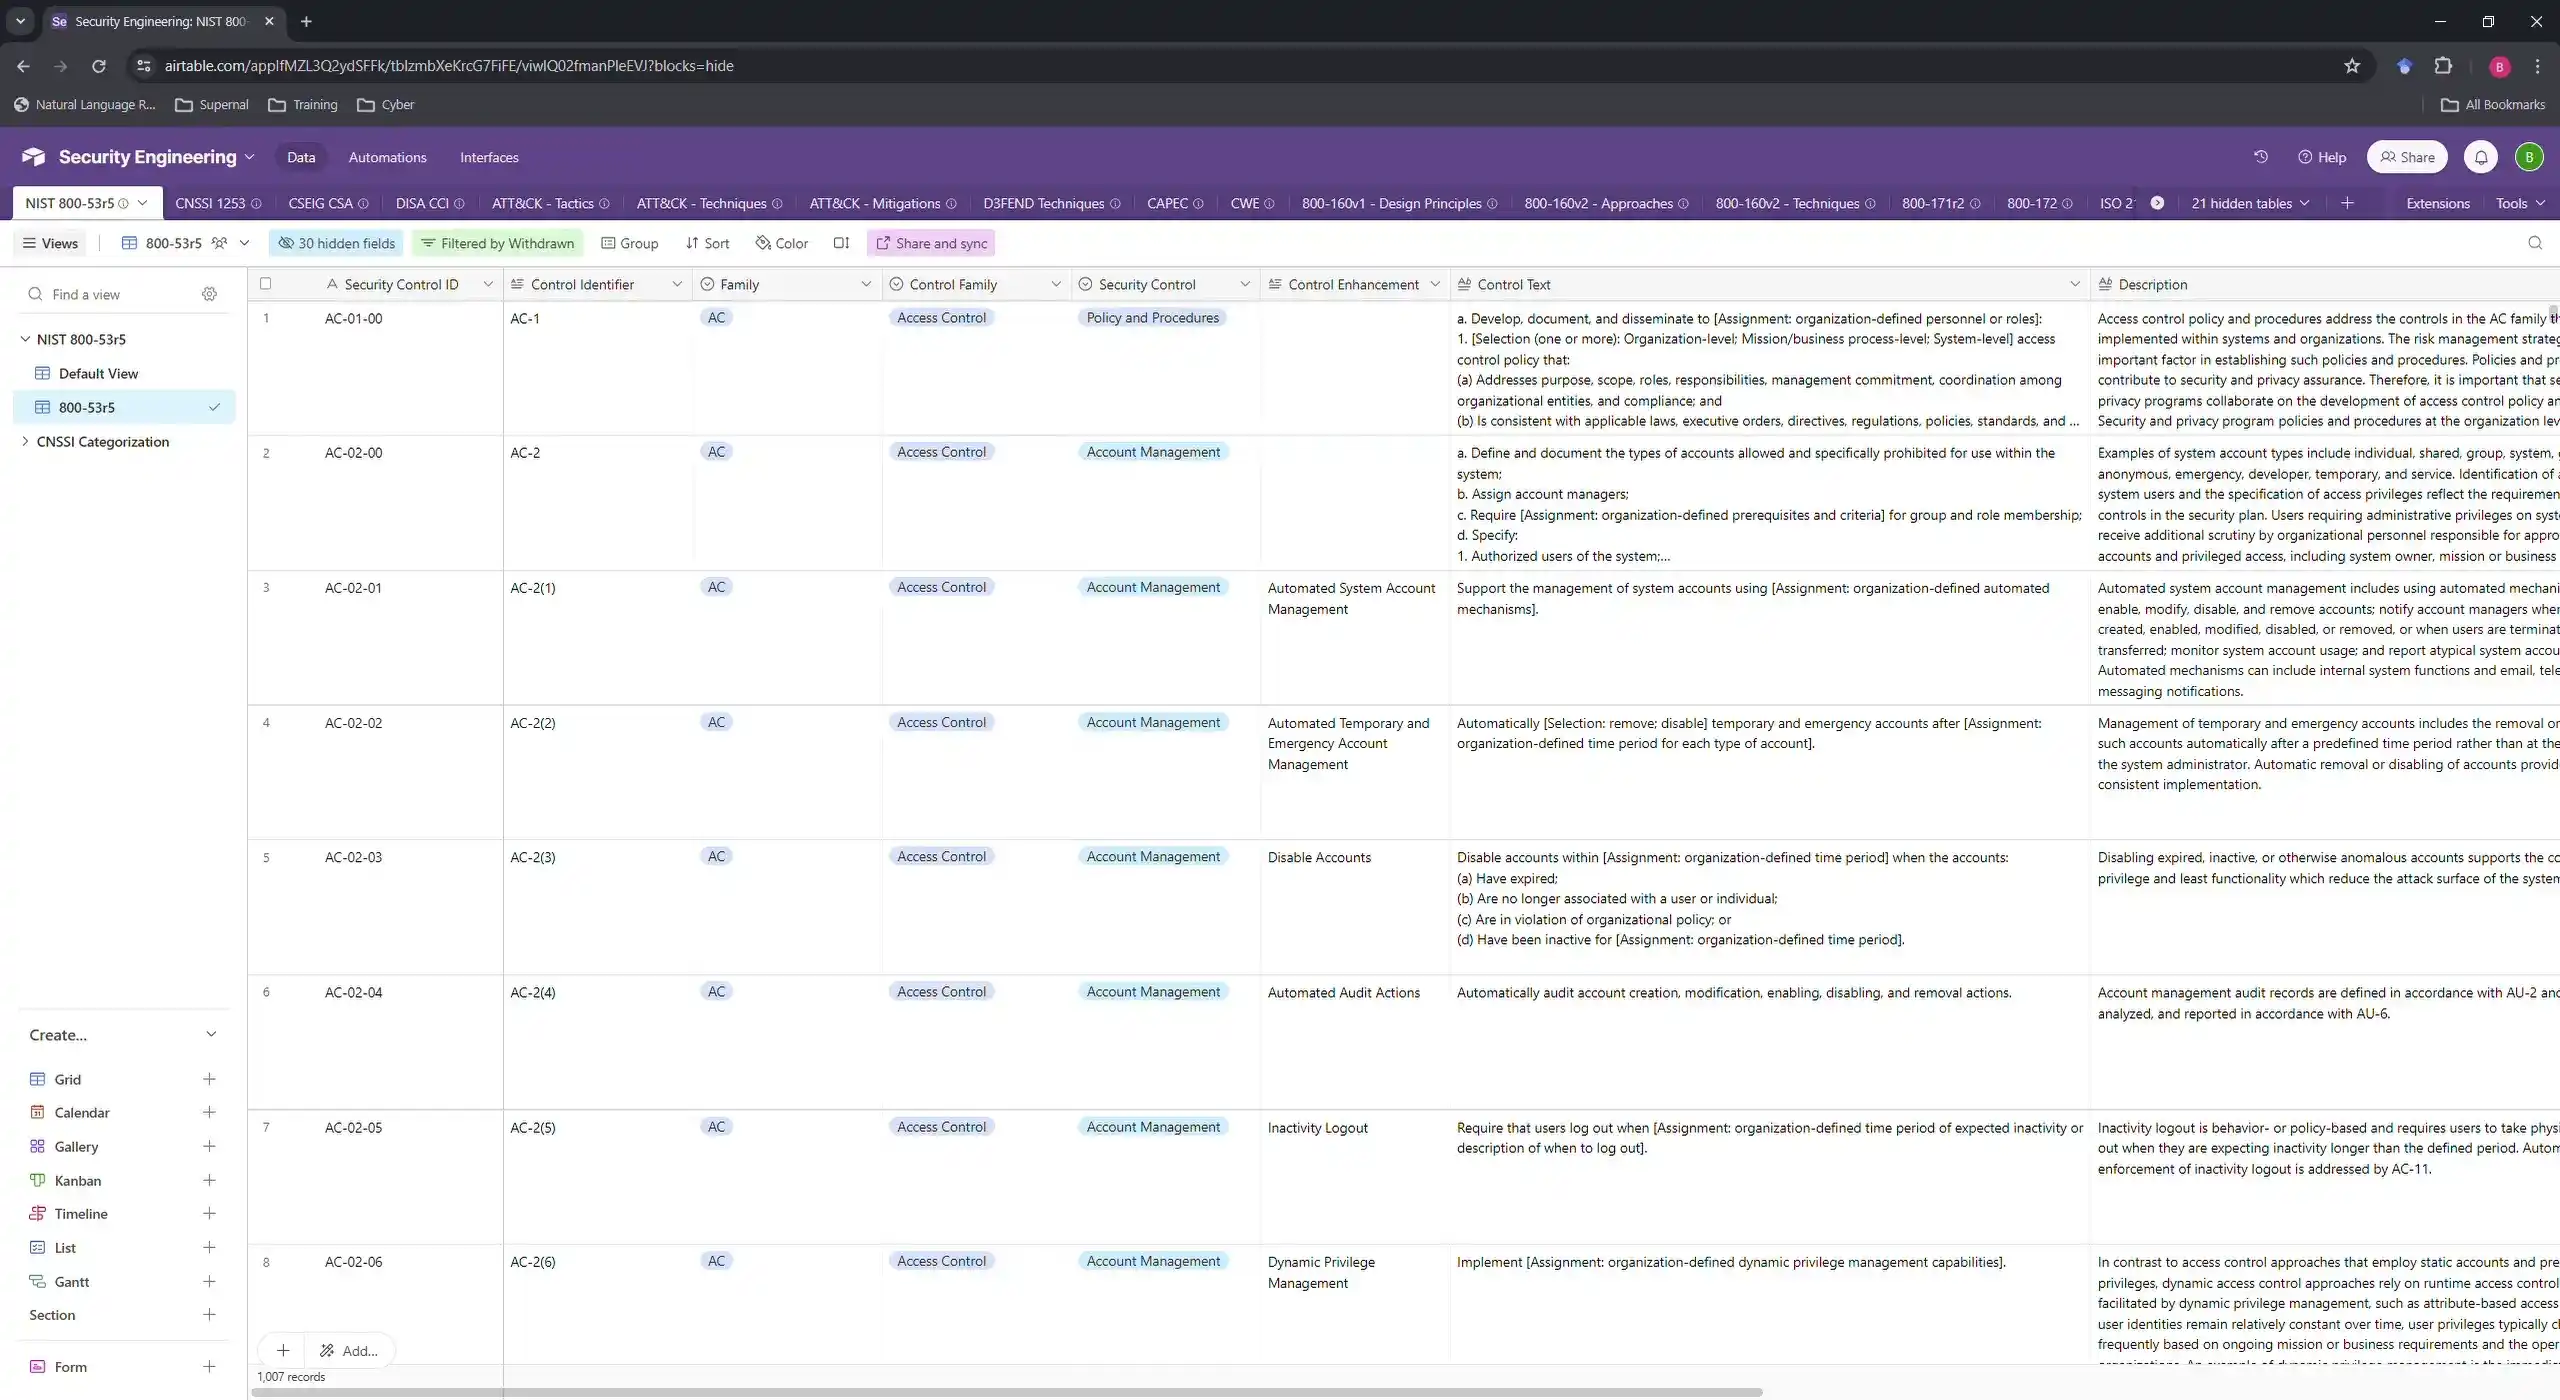 Security Engineering: NIST 800-
airtable.com/appIfMZL3Q2ydSFFk/tblzmbXeKrcG7FiFE/viwIQ02fmanPleEVJ?blocks=hide
B
Natural Language R...
Supernal
Training
Cyber
All Bookmarks
Security Engineering
Data
Automations
Interfaces
Help
Share
B
NIST 800-53r5
CNSSI 1253
CSEIG CSA
DISA CCI
ATT&CK - Tactics
ATT&CK - Techniques
ATT&CK - Mitigations
D3FEND Techniques
CAPEC
CWE
800-160v1 - Design Principles
800-160v2 - Approaches
800-160v2 - Techniques
800-171r2
800-172
ISO 2
21 hidden tables
Extensions
Tools
Views
800-53r5
30 hidden fields
Filtered by Withdrawn
Group
Sort
Color
Share and sync
Find a view
NIST 800-53r5
Default View
800-53r5
CNSSI Categorization
Create...
Grid
Calendar
Gallery
Kanban
Timeline
List
Gantt
Section
Form
Security Control ID
Control Identifier
Family
Control Family
Security Control
Control Enhancement
Control Text
Description
1
AC-01-00
AC-1
AC
Access Control
Policy and Procedures
a. Develop, document, and disseminate to [Assignment: organization-defined personnel or roles]:
1. [Selection (one or more): Organization-level; Mission/business process-level; System-level] access
control policy that:
(a) Addresses purpose, scope, roles, responsibilities, management commitment, coordination among
organizational entities, and compliance; and
(b) Is consistent with applicable laws, executive orders, directives, regulations, policies, standards, and ...
Access control policy and procedures address the controls in the AC family
implemented within systems and organizations. The risk management
important factor in establishing such policies and procedures. Policies and
contribute to security and privacy assurance. Therefore, it is important that
privacy programs collaborate on the development of access control policy
Security and privacy program policies and procedures at the organization
2
AC-02-00
AC-2
AC
Access Control
Account Management
a. Define and document the types of accounts allowed and specifically prohibited for use within the
system;
b. Assign account managers;
c. Require [Assignment: organization-defined prerequisites and criteria] for group and role membership;
d. Specify:
1. Authorized users of the system;...
Examples of system account types include individual, shared, group, system,
anonymous, emergency, developer, temporary, and service. Identification of
system users and the specification of access privileges reflect the
controls in the security plan. Users requiring administrative privileges on
receive additional scrutiny by organizational personnel responsible for
accounts and privileged access, including system owner, mission or business
3
AC-02-01
AC-2(1)
AC
Access Control
Account Management
Automated System Account
Management
Support the management of system accounts using [Assignment: organization-defined automated
mechanisms].
Automated system account management includes using automated
enable, modify, disable, and remove accounts; notify account managers
created, enabled, modified, disabled, or removed, or when users are
transferred; monitor system account usage; and report atypical system
Automated mechanisms can include internal system functions and email,
messaging notifications.
4
AC-02-02
AC-2(2)
AC
Access Control
Account Management
Automated Temporary and
Emergency Account
Management
Automatically [Selection: remove; disable] temporary and emergency accounts after [Assignment:
organization-defined time period for each type of account].
Management of temporary and emergency accounts includes the removal or
such accounts automatically after a predefined time period rather than at the
the system administrator. Automatic removal or disabling of accounts
consistent implementation.
5
AC-02-03
AC-2(3)
AC
Access Control
Account Management
Disable Accounts
Disable accounts within [Assignment: organization-defined time period] when the accounts:
(a) Have expired;
(b) Are no longer associated with a user or individual;
(c) Are in violation of organizational policy; or
(d) Have been inactive for [Assignment: organization-defined time period].
Disabling expired, inactive, or otherwise anomalous accounts supports the
privilege and least functionality which reduce the attack surface of the system
6
AC-02-04
AC-2(4)
AC
Access Control
Account Management
Automated Audit Actions
Automatically audit account creation, modification, enabling, disabling, and removal actions.
Account management audit records are defined in accordance with AU-2 and
analyzed, and reported in accordance with AU-6.
7
AC-02-05
AC-2(5)
AC
Access Control
Account Management
Inactivity Logout
Require that users log out when [Assignment: organization-defined time period of expected inactivity or
description of when to log out].
Inactivity logout is behavior- or policy-based and requires users to take
out when they are expecting inactivity longer than the defined period.
enforcement of inactivity logout is addressed by AC-11.
8
AC-02-06
AC-2(6)
AC
Access Control
Account Management
Dynamic Privilege
Management
Implement [Assignment: organization-defined dynamic privilege management capabilities].
In contrast to access control approaches that employ static accounts and
privileges, dynamic access control approaches rely on runtime access control
facilitated by dynamic privilege management, such as attribute-based access
user identities remain relatively constant over time, user privileges typically
frequently based on ongoing mission or business requirements and the
Add...
1,007 records